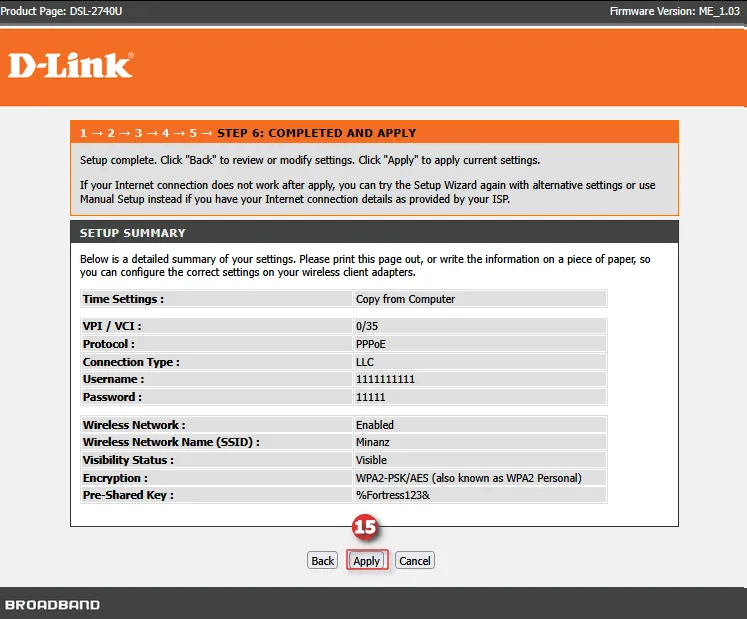 Product Page: DSL-2740U Firmware Version: ME_1.03
D-Link®
1 → 2 → 3 → 4 → 5 → STEP 6: COMPLETED AND APPLY
Setup complete. Click "Back" to review or modify settings. Click "Apply" to apply current settings.
If your Internet connection does not work after apply, you can try the Setup Wizard again with alternative settings or use
Manual Setup instead if you have your Internet connection details as provided by your ISP.
SETUP SUMMARY
Below is a detailed summary of your settings. Please print this page out, or write the information on a piece of paper, so
you can configure the correct settings on your wireless client adapters.
Time Settings : Copy from Computer
VPI / VCI : 0/35
Protocol : PPPoE
Connection Type : LLC
Username : 1111111111
Password : 11111
Wireless Network : Enabled
Wireless Network Name (SSID) : Minanz
Visibility Status : Visible
Encryption : WPA2-PSK/AES (also known as WPA2 Personal)
Pre-Shared Key : %Fortress123&
15
Back Apply Cancel
BROADBAND